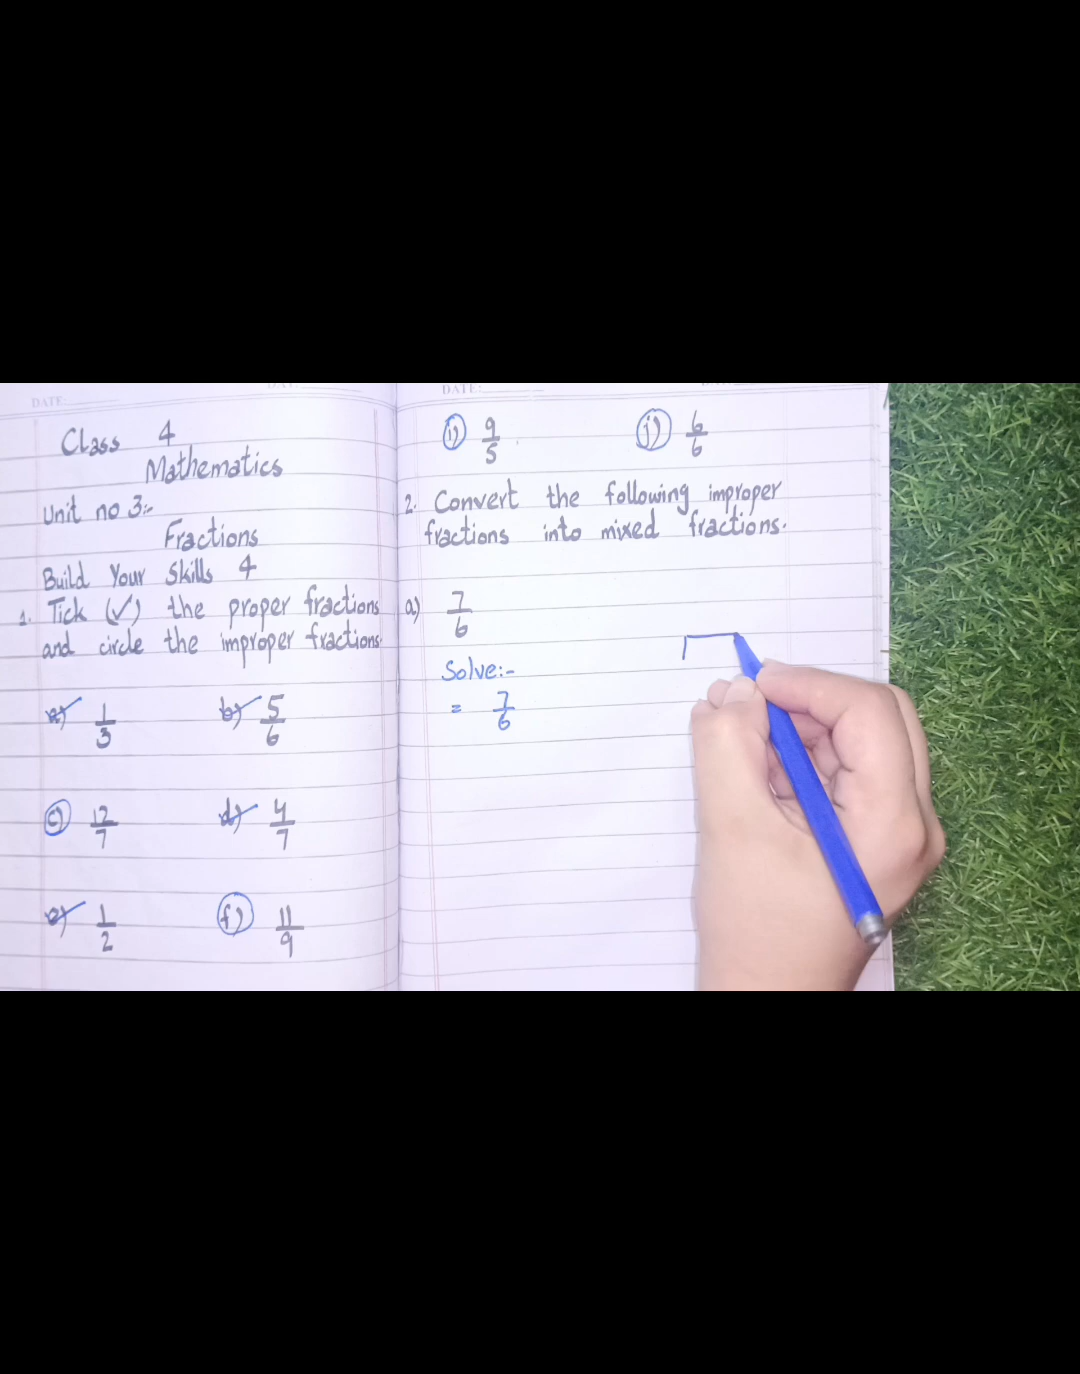 DATE:
Class 4
Mathematics
Unit no 3:-
Fractions
Build Your Skills 4
1. Tick (✓) the proper fractions
and circle the improper fractions.
a) 1/3 b) 5/6
c) 12/7 d) 4/7
e) 1/2 f) 11/9
DATE:
i) 9/5 j) 6/6
2. Convert the following improper
fractions into mixed fractions.
a) 7/6
Solve:-
= 7/6